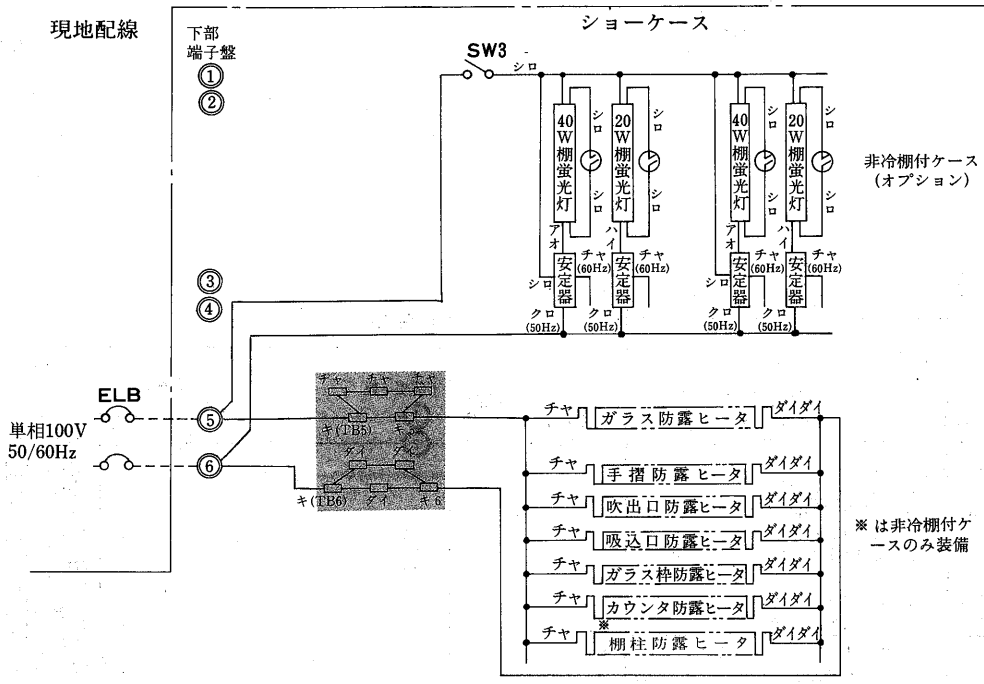 現地配線
ショーケース
下部
端子盤
①
②
SW3
シロ
40W棚蛍光灯
シロ
シロ
20W棚蛍光灯
シロ
シロ
40W棚蛍光灯
シロ
シロ
20W棚蛍光灯
シロ
シロ
非冷棚付ケース
(オプション)
アオ
ハイ
アオ
ハイ
チャ
(60Hz)
チャ
(60Hz)
チャ
(60Hz)
チャ
(60Hz)
安定器
安定器
安定器
安定器
シロ
シロ
クロ
(50Hz)
クロ
(50Hz)
クロ
(50Hz)
クロ
(50Hz)
③
④
ELB
⑤
単相100V
50/60Hz
⑥
チャ
チャ
チャ
キ(TB5)
キ
ダイ
キ(TB6)
ダイ
キ6
チャ
ガラス防露ヒータ
ダイダイ
チャ
手摺防露ヒータ
ダイダイ
チャ
吹出口防露ヒータ
ダイダイ
チャ
吸込口防露ヒータ
ダイダイ
チャ
ガラス枠防露ヒータ
ダイダイ
チャ
カウンタ防露ヒータ
ダイダイ
※
チャ
棚柱防露ヒータ
ダイダイ
※は非冷棚付ケ
ースのみ装備